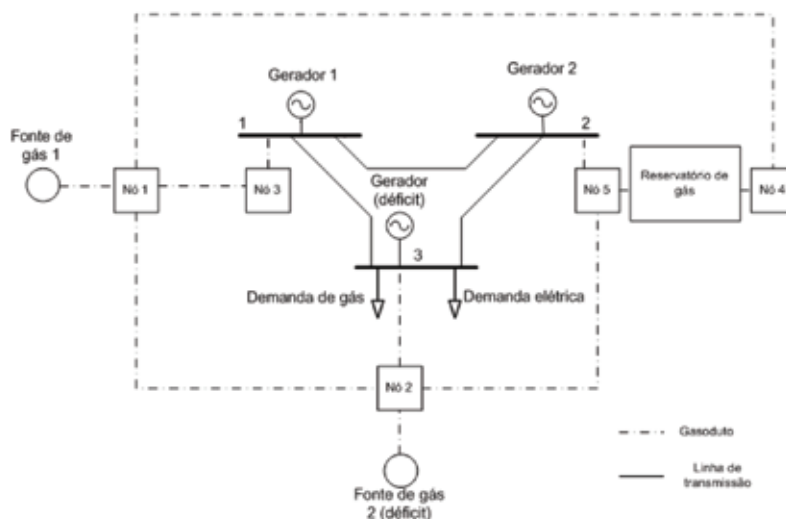 Gerador 1
Gerador 2
Fonte de
gás 1
1
2
Nó 1
Nó 3
Gerador
(déficit)
Nó 5
Reservatório de
gás
Nó 4
3
Demanda de gás
Demanda elétrica
Nó 2
Gasoduto
Linha de
transmissão
Fonte de gás
2 (déficit)